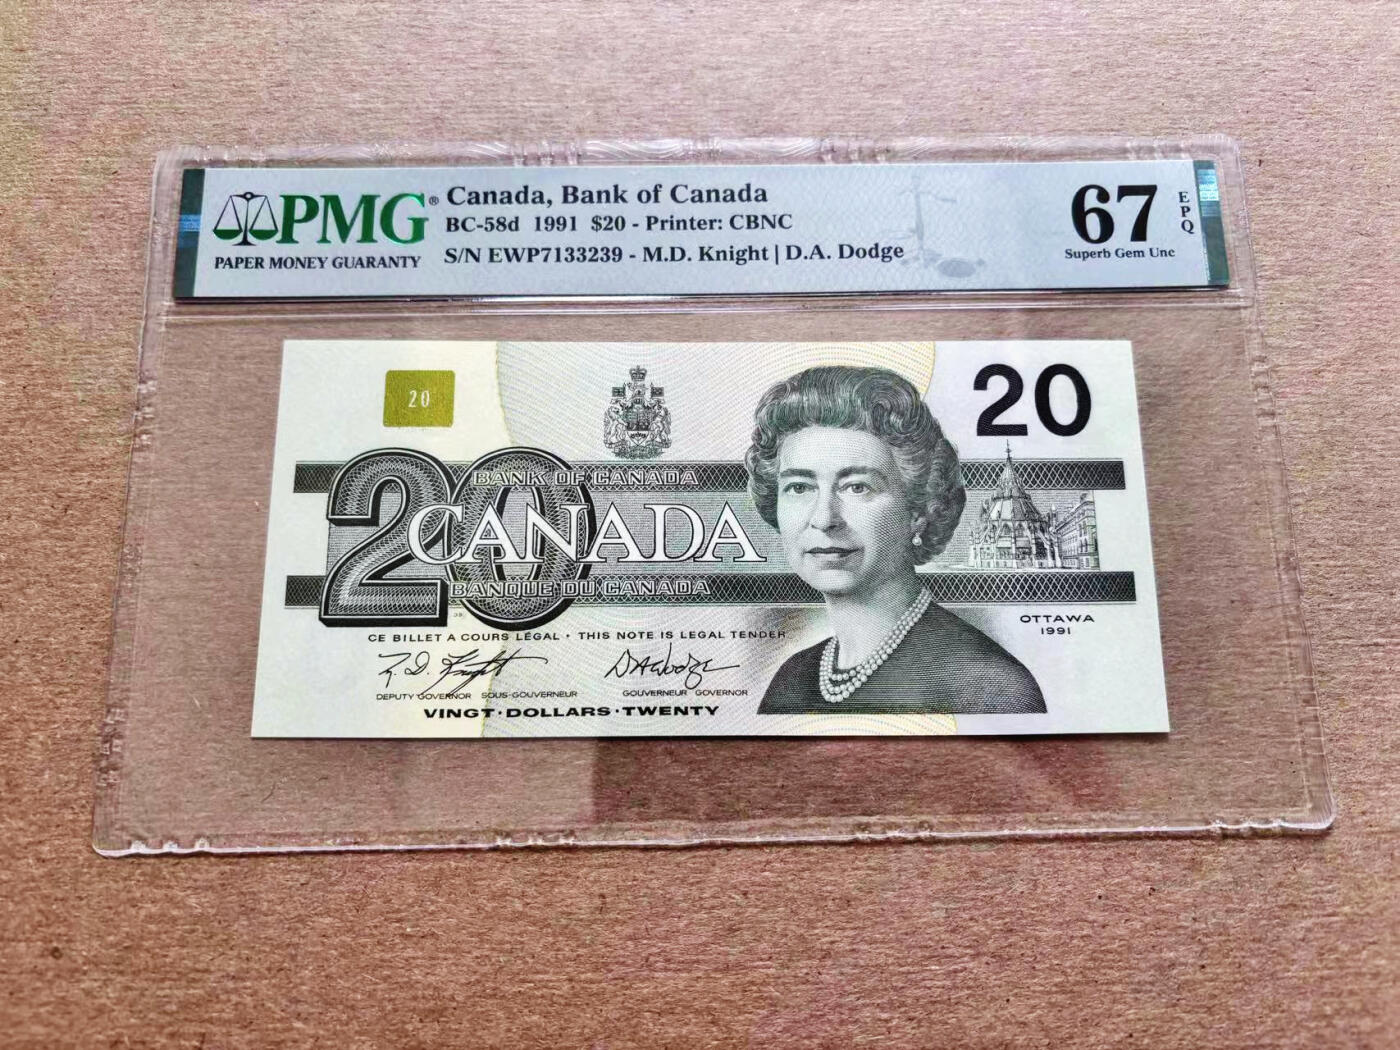 PMG®
PAPER MONEY GUARANTY
Canada, Bank of Canada
BC-58d 1991 $20 - Printer: CBNC
S/N EWP7133239 - M.D. Knight | D.A. Dodge
67
EPQ
Superb Gem Unc
20
20
20
BANK OF CANADA
CANADA
BANQUE DU CANADA
CE BILLET A COURS LÉGAL • THIS NOTE IS LEGAL TENDER
OTTAWA
1991
DEPUTY GOVERNOR SOUS-GOUVERNEUR
GOUVERNEUR GOVERNOR
VINGT·DOLLARS·TWENTY